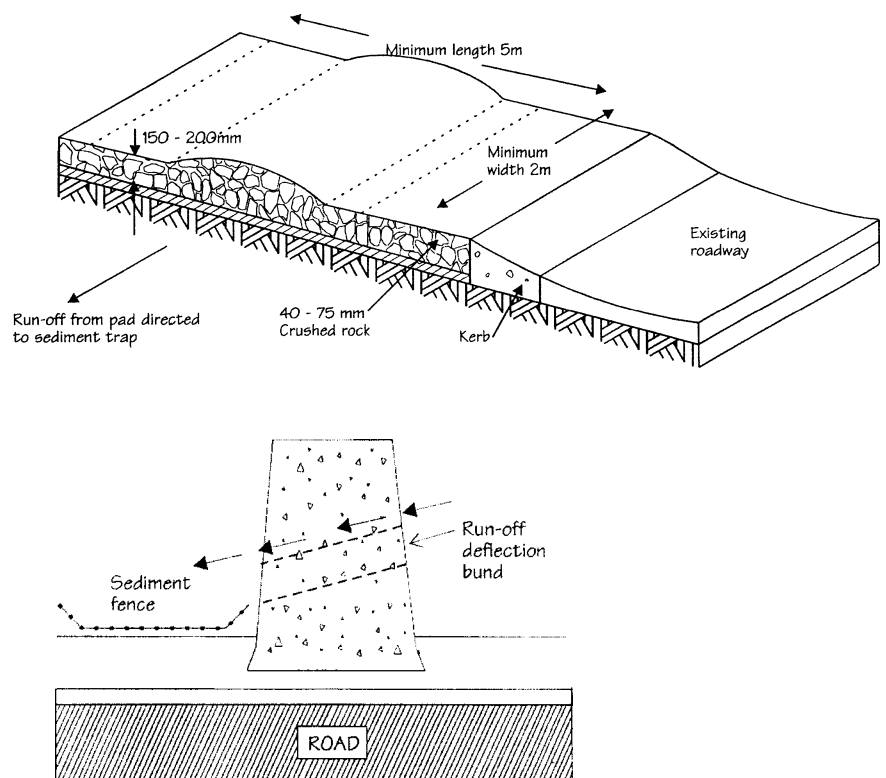 Minimum length 5m
150 - 200mm
Minimum
width 2m
Existing
roadway
Run-off from pad directed
to sediment trap
40 - 75 mm
Crushed rock
Kerb
Run-off
deflection
bund
Sediment
fence
ROAD